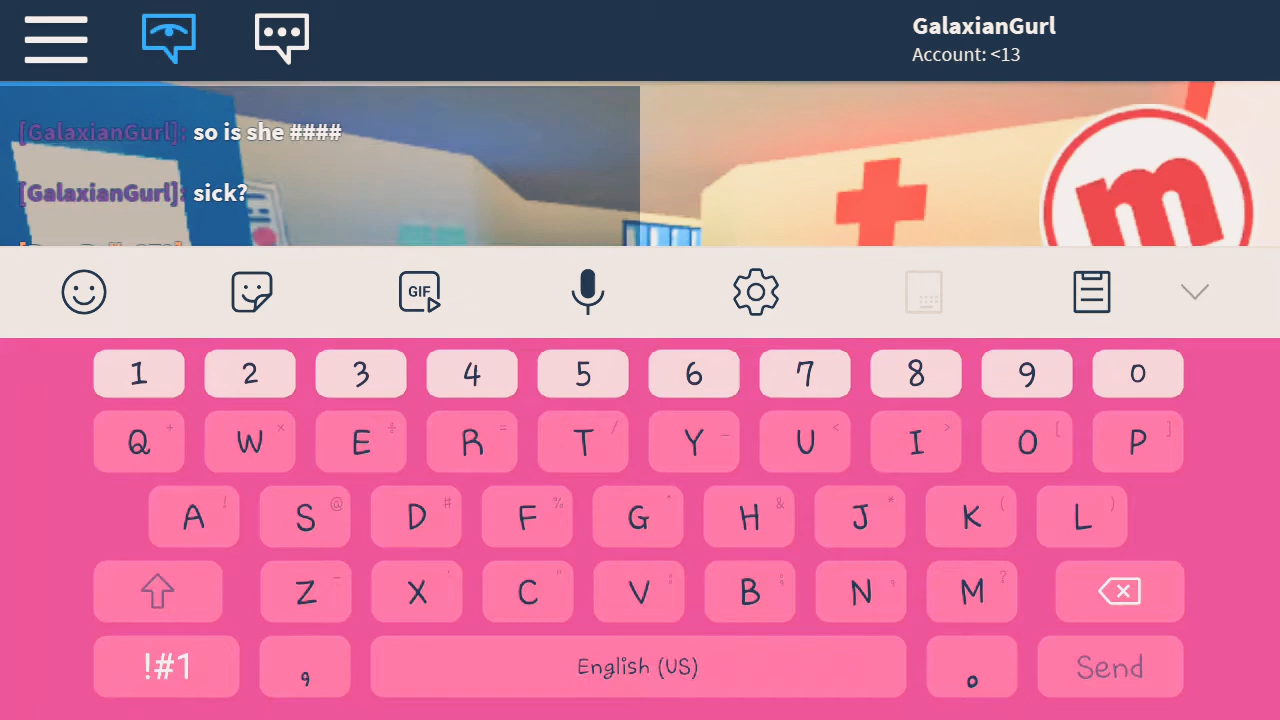 GalaxianGurl
Account: <13
[GalaxianGurl]: so is she ####
[GalaxianGurl]: sick?
m
GIF
1 2 3 4 5 6 7 8 9 0
Q + W × E ÷ R = T / Y _ U < I > O [ P ]
A ! S @ D # F % G ^ H & J * K ( L )
Z - X ' C " V : B ; N , M ?
!#1 , English (US) . Send